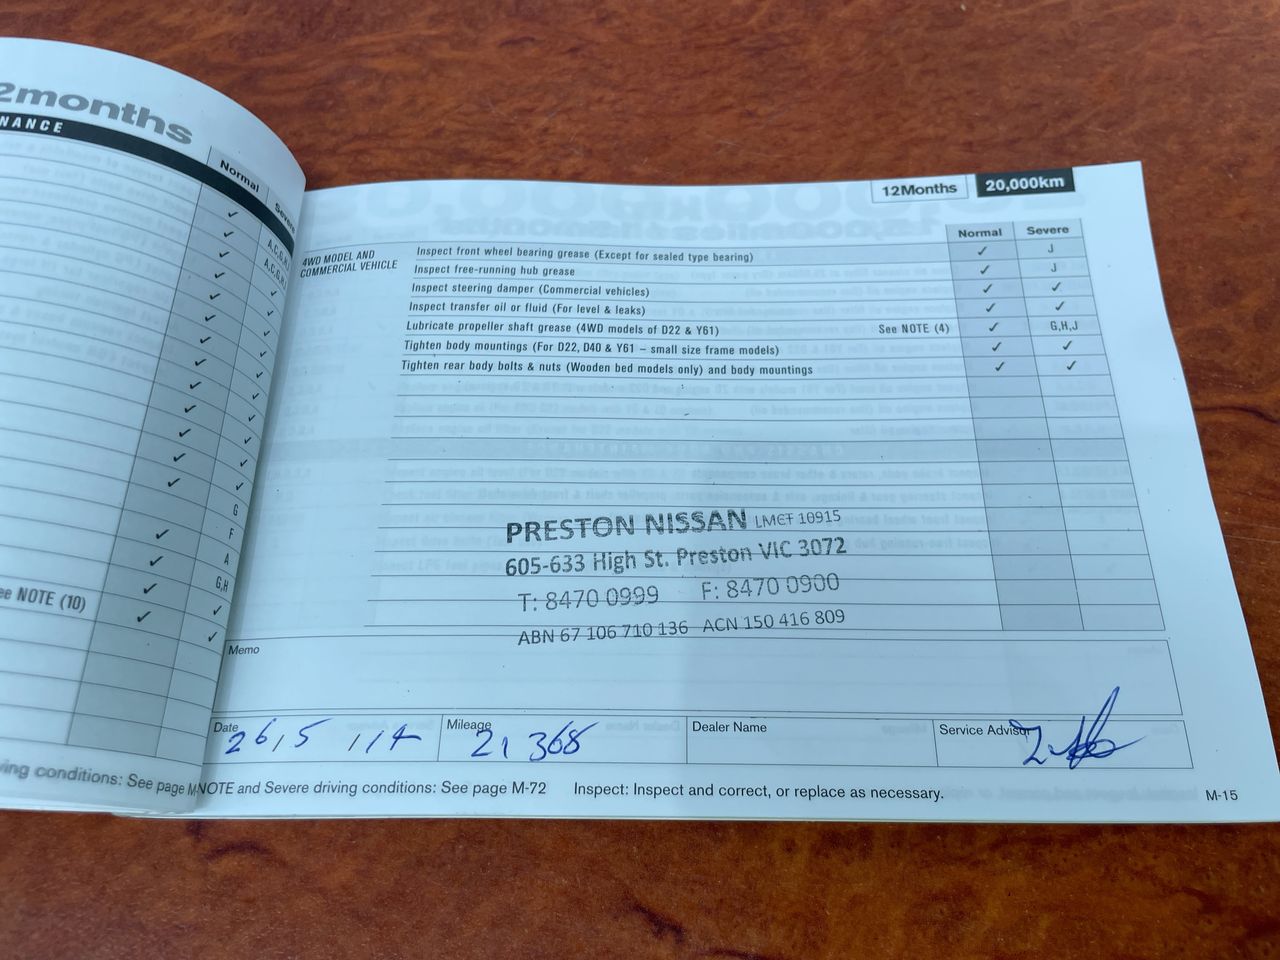 2months
NANCE
Normal
Severe
A,C,G,H
A,C,G,H
G
F
A
G,H
ee NOTE (10)
ving conditions: See page M-
12Months 20,000km
Normal Severe
4WD MODEL AND
COMMERCIAL VEHICLE
Inspect front wheel bearing grease (Except for sealed type bearing) ✓ J
Inspect free-running hub grease ✓ J
Inspect steering damper (Commercial vehicles) ✓ ✓
Inspect transfer oil or fluid (For level & leaks) ✓ ✓
Lubricate propeller shaft grease (4WD models of D22 & Y61) See NOTE (4) ✓ G,H,J
Tighten body mountings (For D22, D40 & Y61 – small size frame models) ✓ ✓
Tighten rear body bolts & nuts (Wooden bed models only) and body mountings ✓ ✓
PRESTON NISSAN LMCT 10915
605-633 High St. Preston VIC 3072
T: 8470 0999 F: 8470 0900
ABN 67 106 710 136 ACN 150 416 809
Memo
Date 26/5/14 Mileage 21 368 Dealer Name Service Advisor
NOTE and Severe driving conditions: See page M-72 Inspect: Inspect and correct, or replace as necessary.
M-15